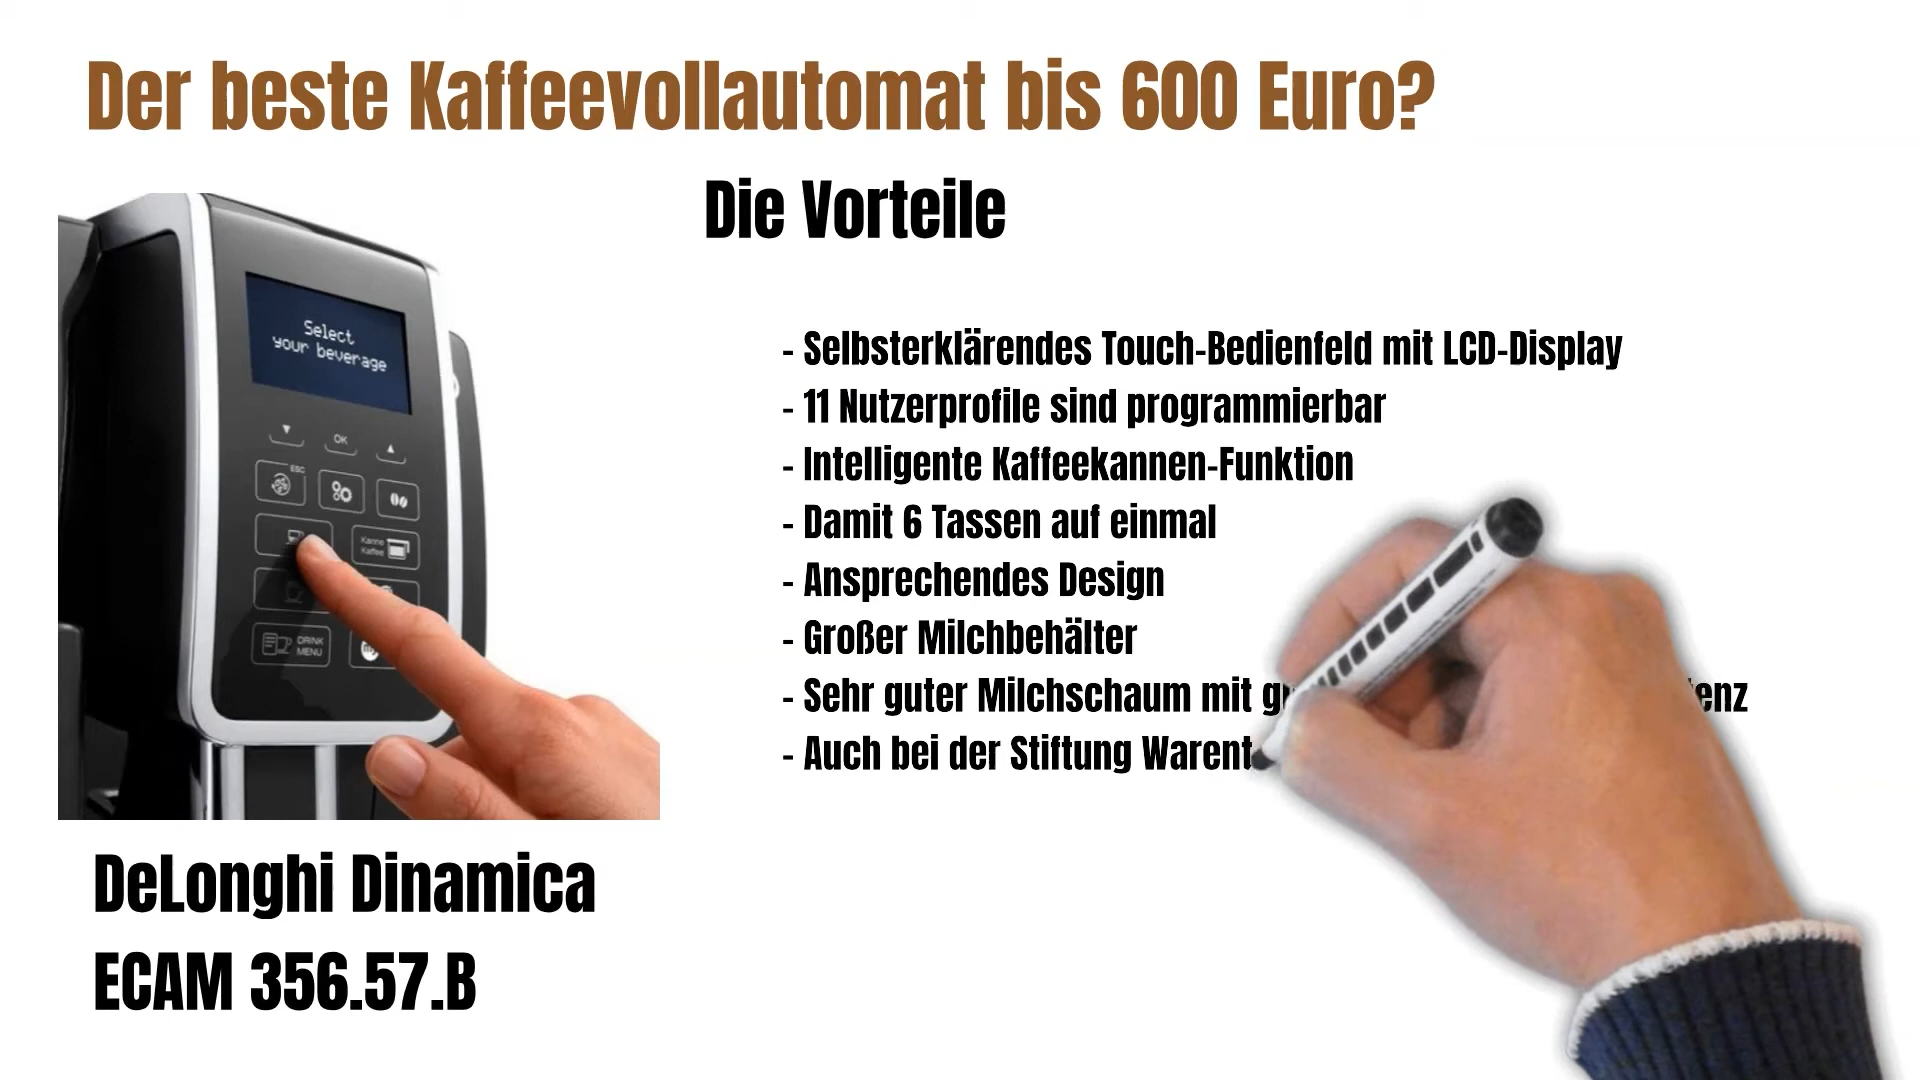 Der beste Kaffeevollautomat bis 600 Euro?
Die Vorteile
Select
your beverage
OK
ESC
Kanne
Kaffee
DRINK
MENU
- Selbsterklärendes Touch-Bedienfeld mit LCD-Display
- 11 Nutzerprofile sind programmierbar
- Intelligente Kaffeekannen-Funktion
- Damit 6 Tassen auf einmal
- Ansprechendes Design
- Großer Milchbehälter
- Sehr guter Milchschaum mit
- Auch bei der Stiftung
DeLonghi Dinamica
ECAM 356.57.B